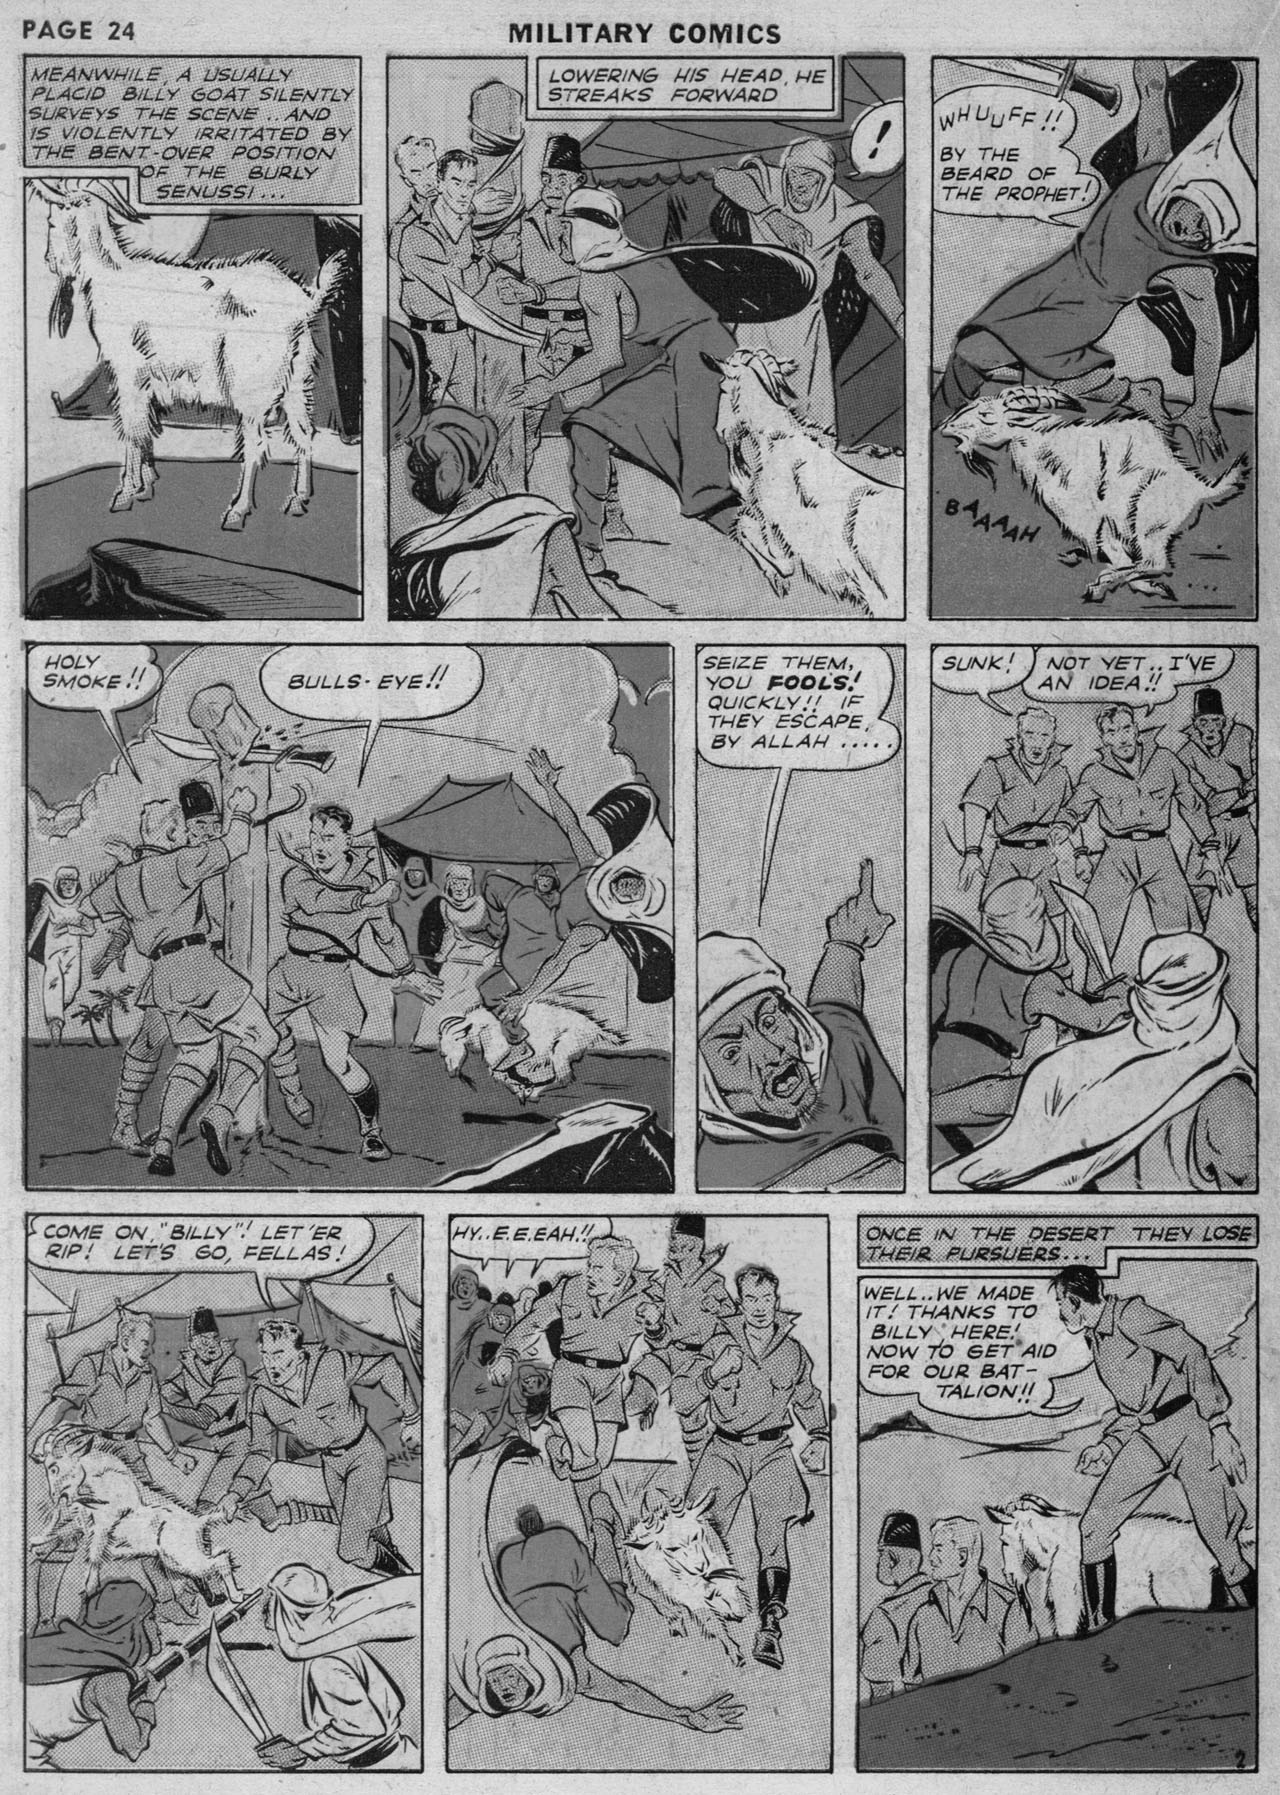 PAGE 24
MILITARY COMICS
MEANWHILE, A USUALLY
PLACID BILLY GOAT SILENTLY
SURVEYS THE SCENE .. AND
IS VIOLENTLY IRRITATED BY
THE BENT-OVER POSITION
OF THE BURLY
SENUSSI ...
LOWERING HIS HEAD, HE
STREAKS FORWARD
!
WHUUFF!!
BY THE
BEARD OF
THE PROPHET!
BAAAAH
HOLY
SMOKE!!
BULLS-EYE!!
SEIZE THEM,
YOU FOOLS!
QUICKLY!! IF
THEY ESCAPE,
BY ALLAH .....
SUNK!
NOT YET.. I'VE
AN IDEA!!
COME ON, "BILLY"! LET'ER
RIP! LET'S GO, FELLAS!
HY..E.E.EAH!!
ONCE IN THE DESERT THEY LOSE
THEIR PURSUERS...
WELL..WE MADE
IT! THANKS TO
BILLY HERE!
NOW TO GET AID
FOR OUR BAT-
TALION!!
2